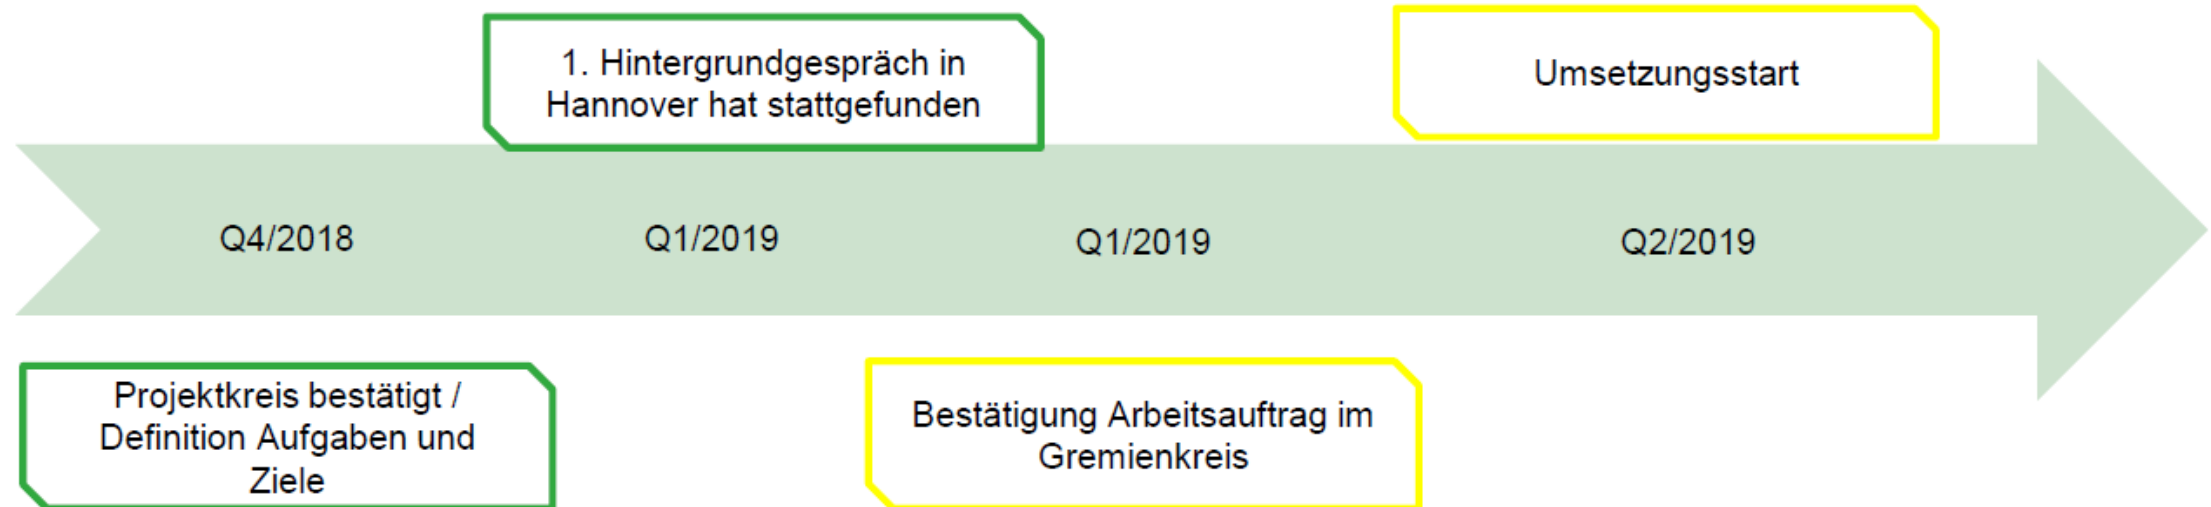 1. Hintergrundgespräch in
Hannover hat stattgefunden
Umsetzungsstart
Q4/2018
Q1/2019
Q1/2019
Q2/2019
Projektkreis bestätigt /
Definition Aufgaben und
Ziele
Bestätigung Arbeitsauftrag im
Gremienkreis